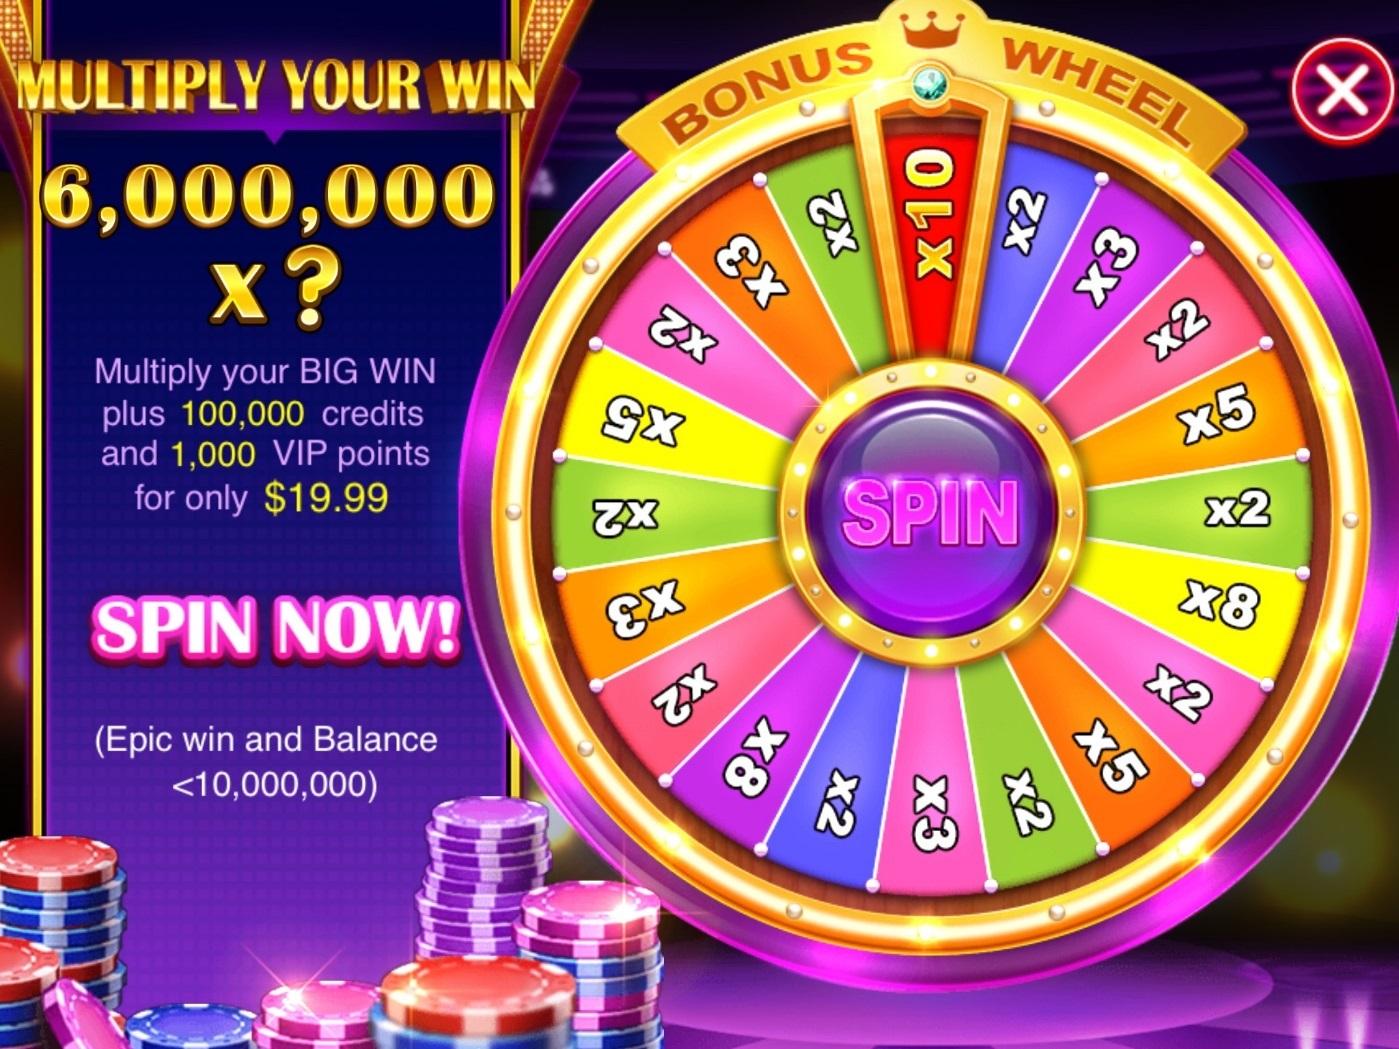 MULTIPLY YOUR WIN
6,000,000
x ?
Multiply your BIG WIN
plus 100,000 credits
and 1,000 VIP points
for only $19.99
SPIN NOW!
(Epic win and Balance
<10,000,000)
BONUS WHEEL
x10
x2
x3
x2
x5
x2
x8
x2
x5
x2
x3
x2
x8
x2
x3
x2
x5
x2
x3
x2
SPIN